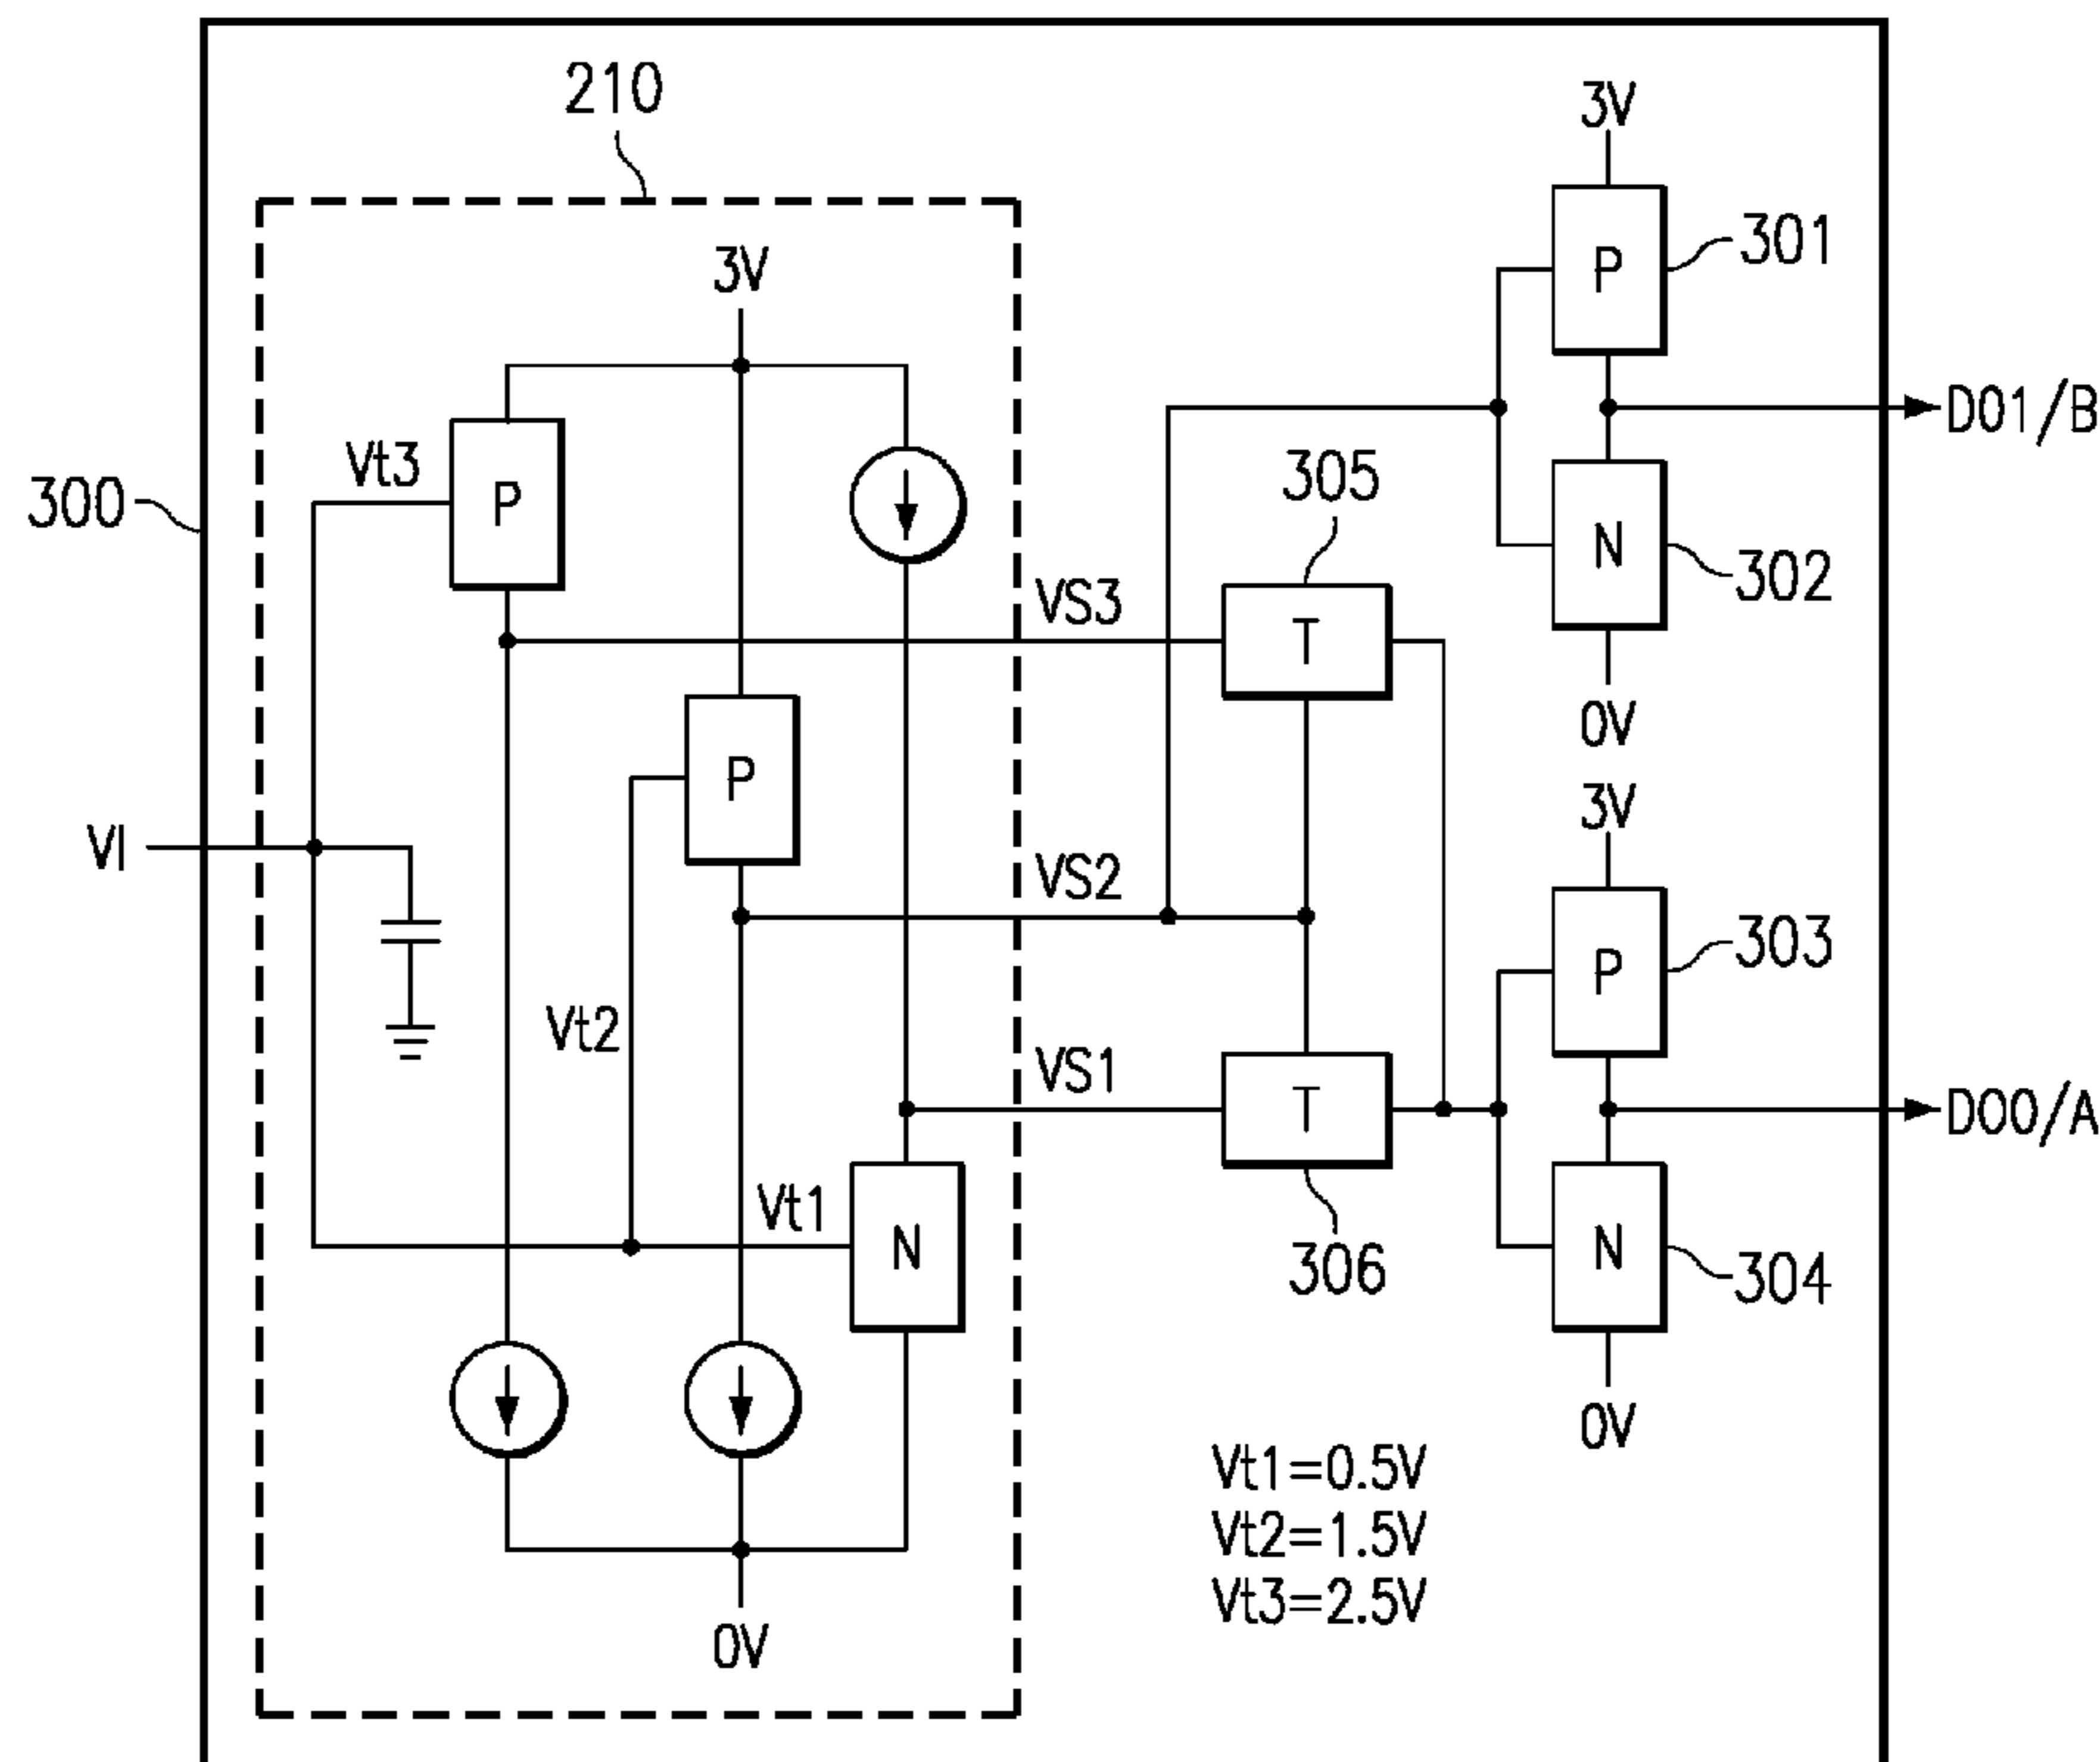 210
3V
3V
P
301
D01/B
Vt3
P
300
305
N
302
VS3
T
0V
P
3V
VI
VS2
P
303
Vt2
VS1
T
D00/A
Vt1
N
306
N
304
0V
Vt1=0.5V
Vt2=1.5V
Vt3=2.5V
0V